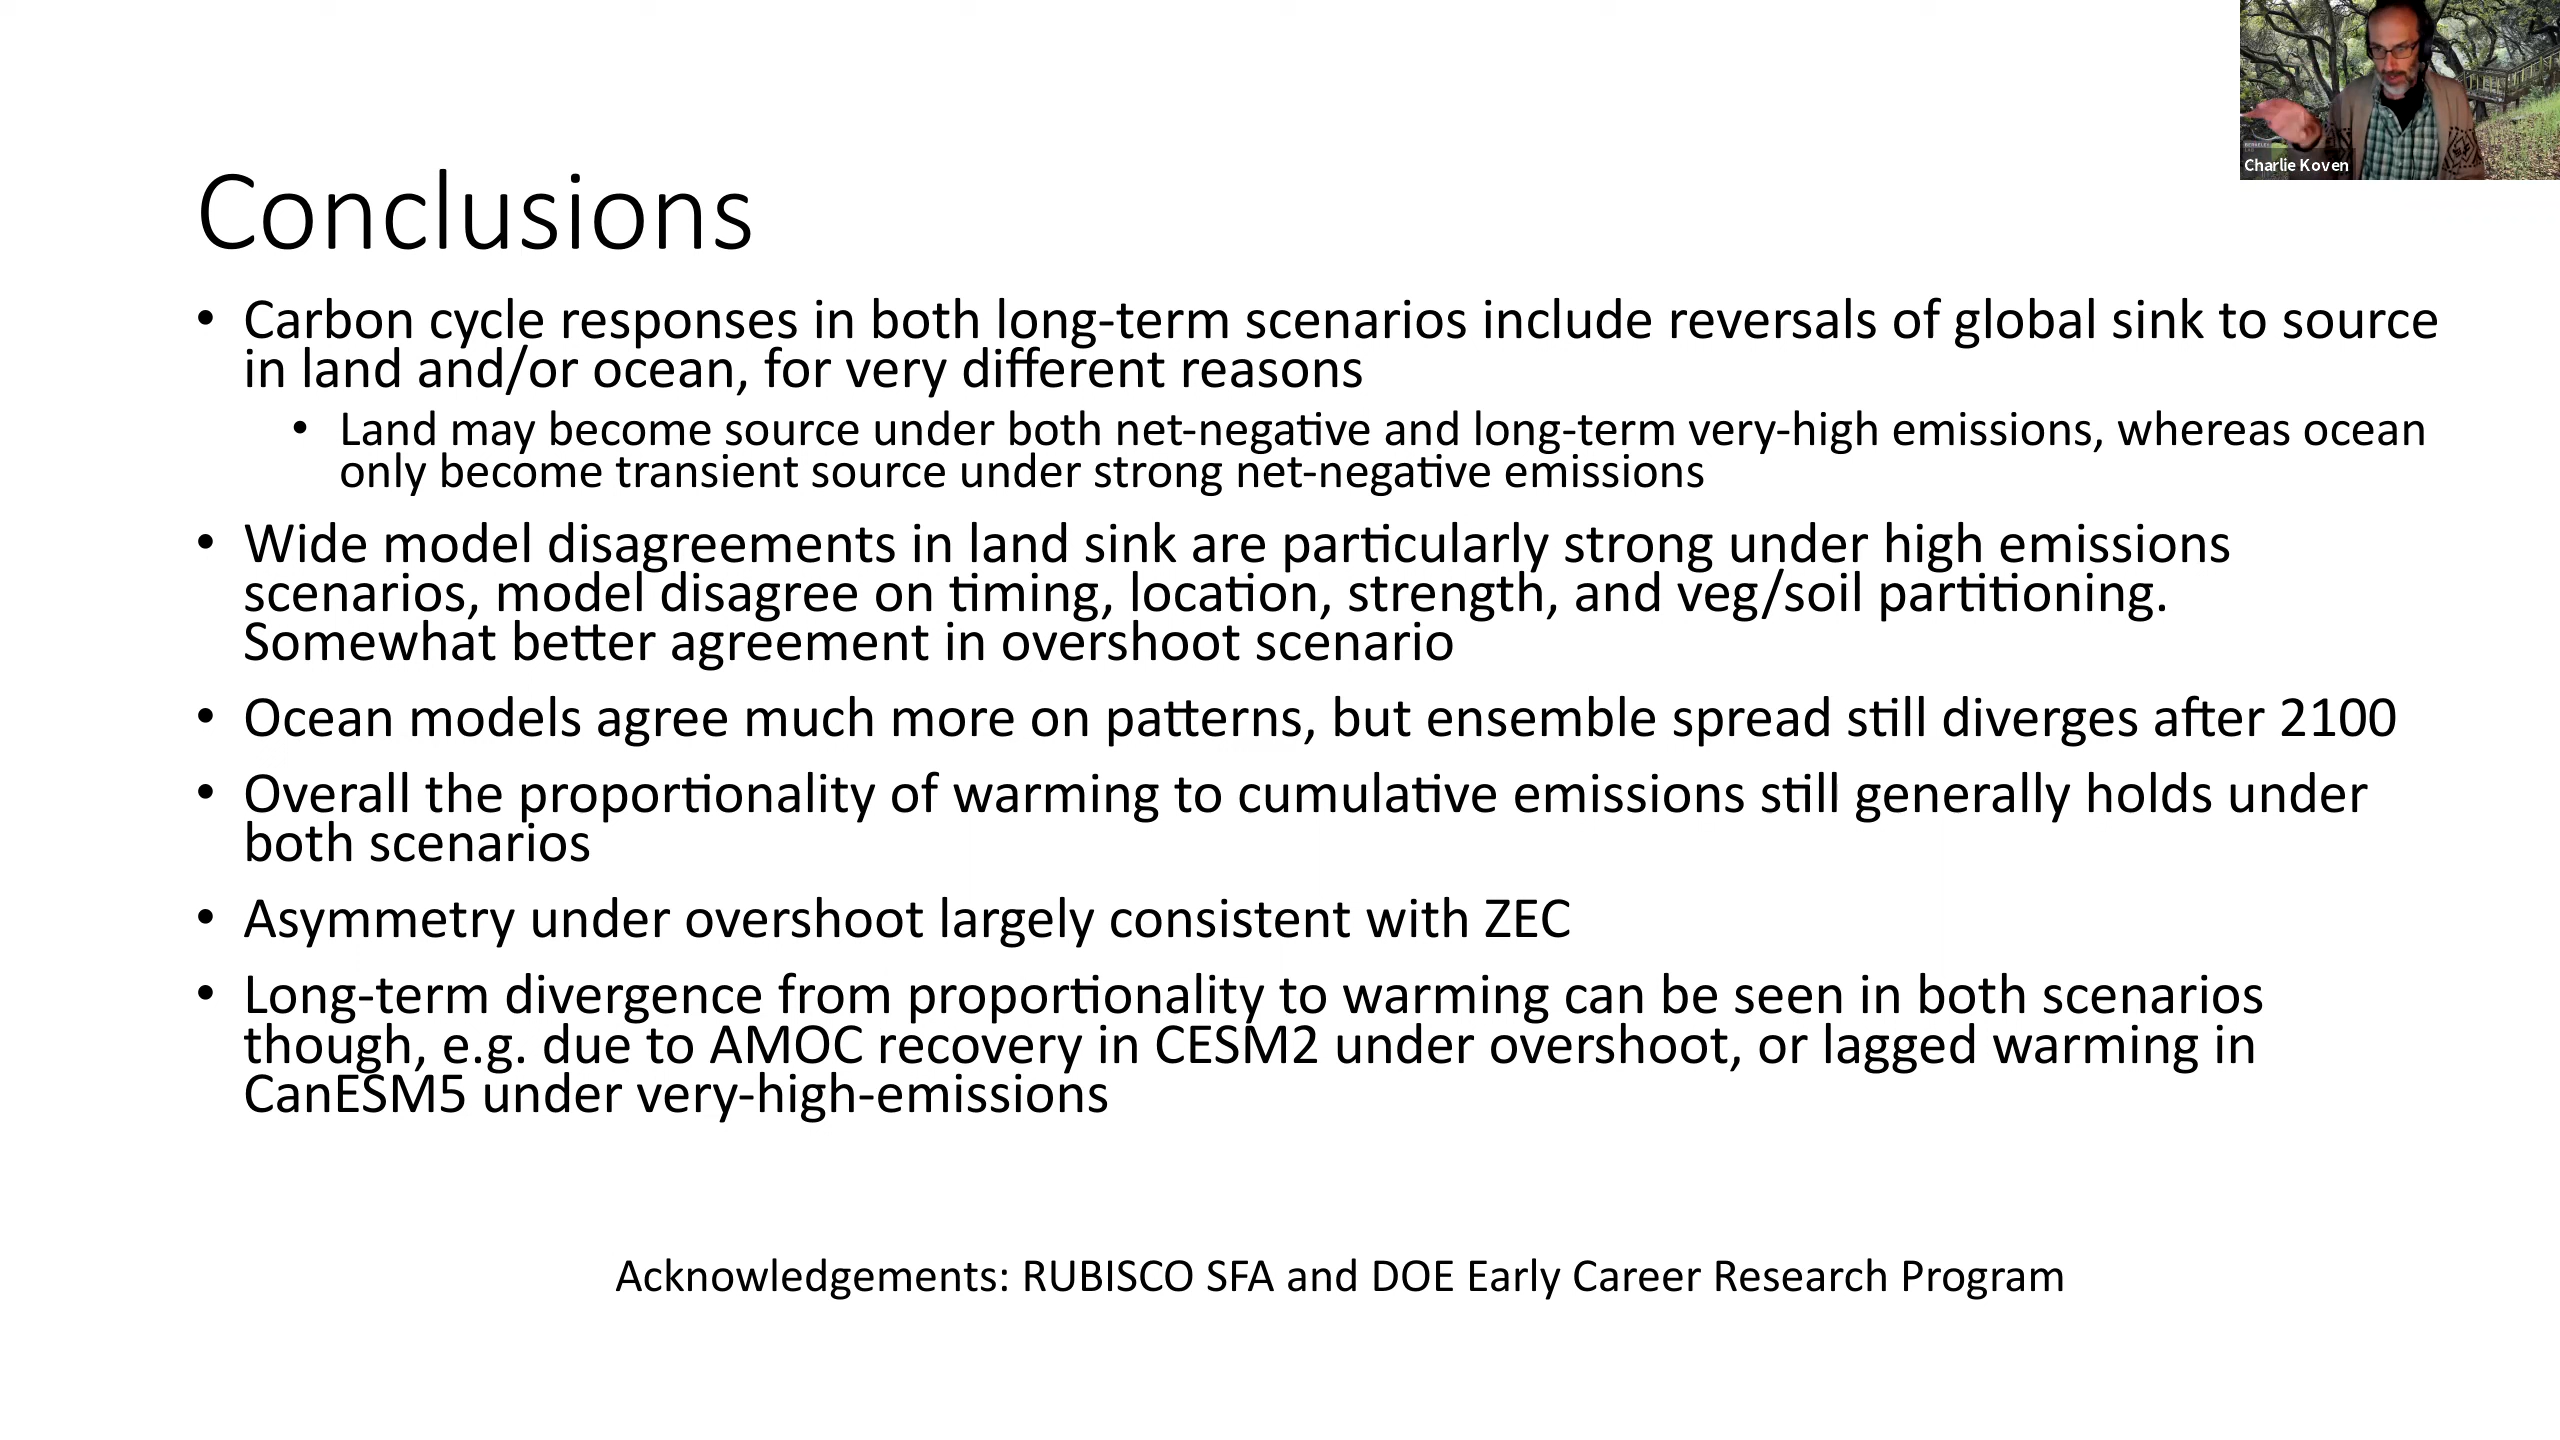 Charlie Koven
Conclusions
• Carbon cycle responses in both long-term scenarios include reversals of global sink to source
in land and/or ocean, for very different reasons
• Land may become source under both net-negative and long-term very-high emissions, whereas ocean
only become transient source under strong net-negative emissions
• Wide model disagreements in land sink are particularly strong under high emissions
scenarios, model disagree on timing, location, strength, and veg/soil partitioning.
Somewhat better agreement in overshoot scenario
• Ocean models agree much more on patterns, but ensemble spread still diverges after 2100
• Overall the proportionality of warming to cumulative emissions still generally holds under
both scenarios
• Asymmetry under overshoot largely consistent with ZEC
• Long-term divergence from proportionality to warming can be seen in both scenarios
though, e.g. due to AMOC recovery in CESM2 under overshoot, or lagged warming in
CanESM5 under very-high-emissions
Acknowledgements: RUBISCO SFA and DOE Early Career Research Program